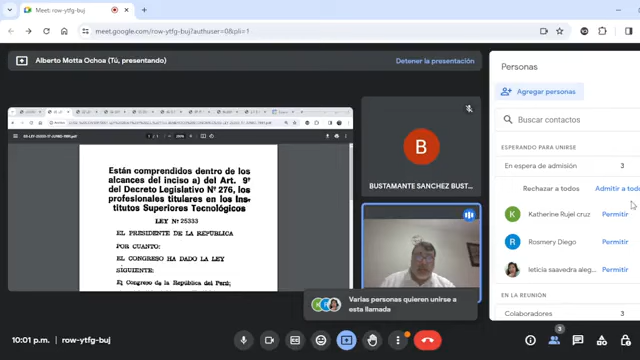 Meet: row-ytfg-buj
meet.google.com/row-ytfg-buj?authuser=0&pli=1
Alberto Motta Ochoa (Tú, presentando)
Detener la presentación
Están comprendidos dentro de los
alcances del inciso a) del Art. 9º
del Decreto Legislativo Nº 276, los
profesionales titulares en los Ins-
titutos Superiores Tecnológicos
LEY Nº 25333
EL PRESIDENTE DE LA REPUBLICA
POR CUANTO:
EL CONGRESO HA DADO LA LEY
SIGUIENTE:
El Congreso de la República del Perú;
B
BUSTAMANTE SANCHEZ BUST...
Varias personas quieren unirse a
esta llamada
Personas
Agregar personas
Buscar contactos
ESPERANDO PARA UNIRSE
En espera de admisión 3
Rechazar a todos
Admitir a todo
K Katherine Rujel cruz Permitir
R Rosmery Diego Permitir
leticia saavedra aleg... Permitir
EN LA REUNIÓN
Colaboradores 3
10:01 p.m. row-ytfg-buj
3